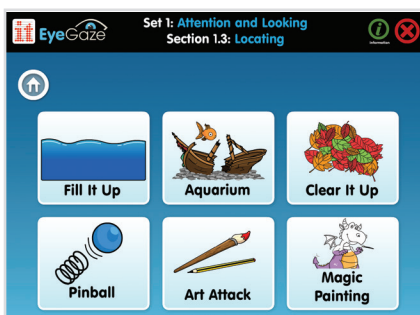 it EyeGaze
Set 1: Attention and Looking
Section 1.3: Locating
Information
Fill It Up
Aquarium
Clear It Up
Pinball
Art Attack
Magic
Painting